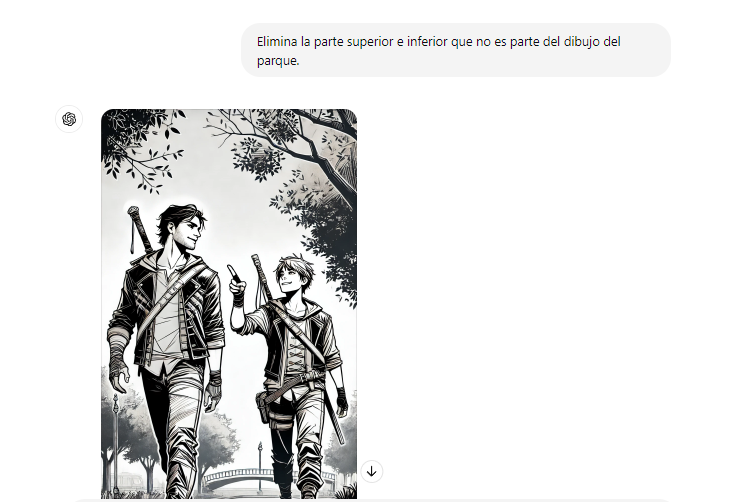 Elimina la parte superior e inferior que no es parte del dibujo del
parque.